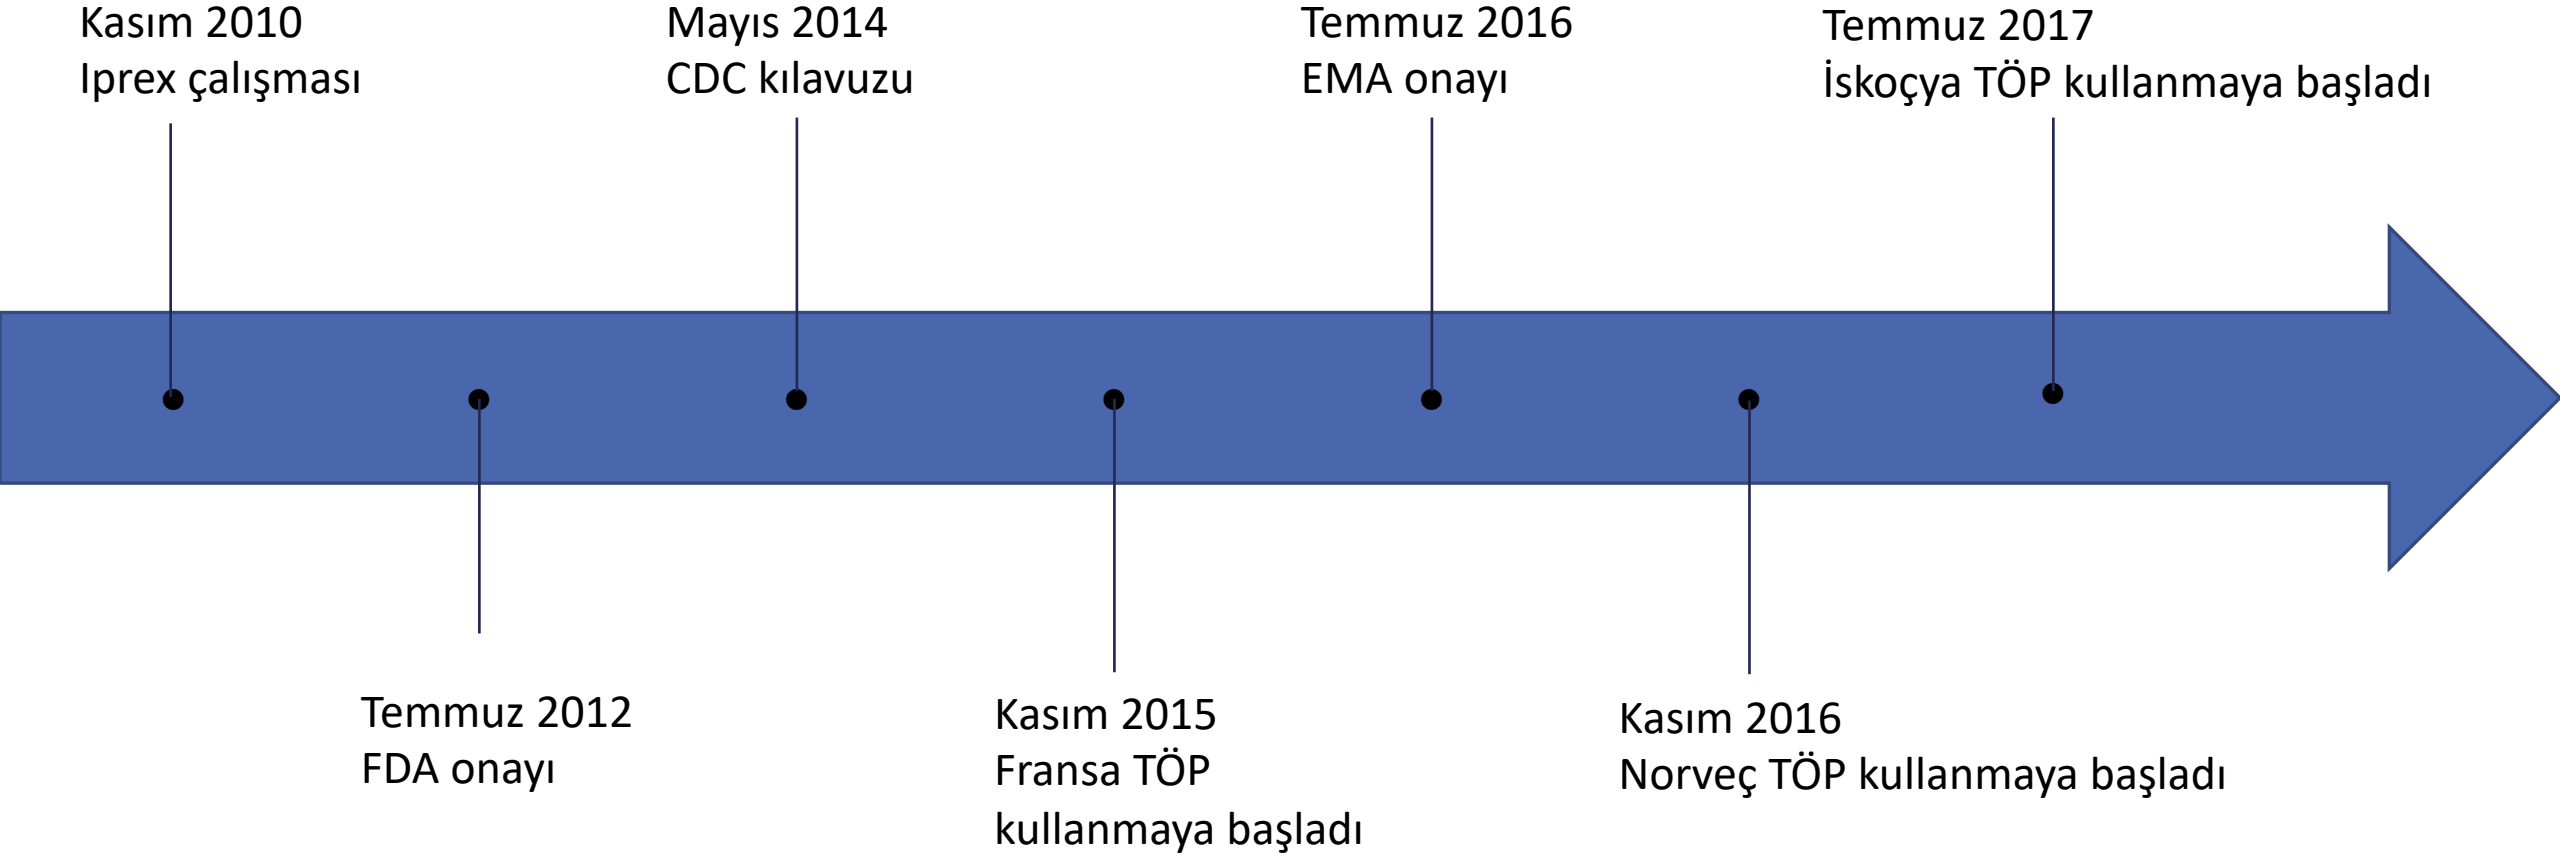 Kasım 2010
Iprex çalışması
Mayıs 2014
CDC kılavuzu
Temmuz 2016
EMA onayı
Temmuz 2017
İskoçya TÖP kullanmaya başladı
Temmuz 2012
FDA onayı
Kasım 2015
Fransa TÖP
kullanmaya başladı
Kasım 2016
Norveç TÖP kullanmaya başladı